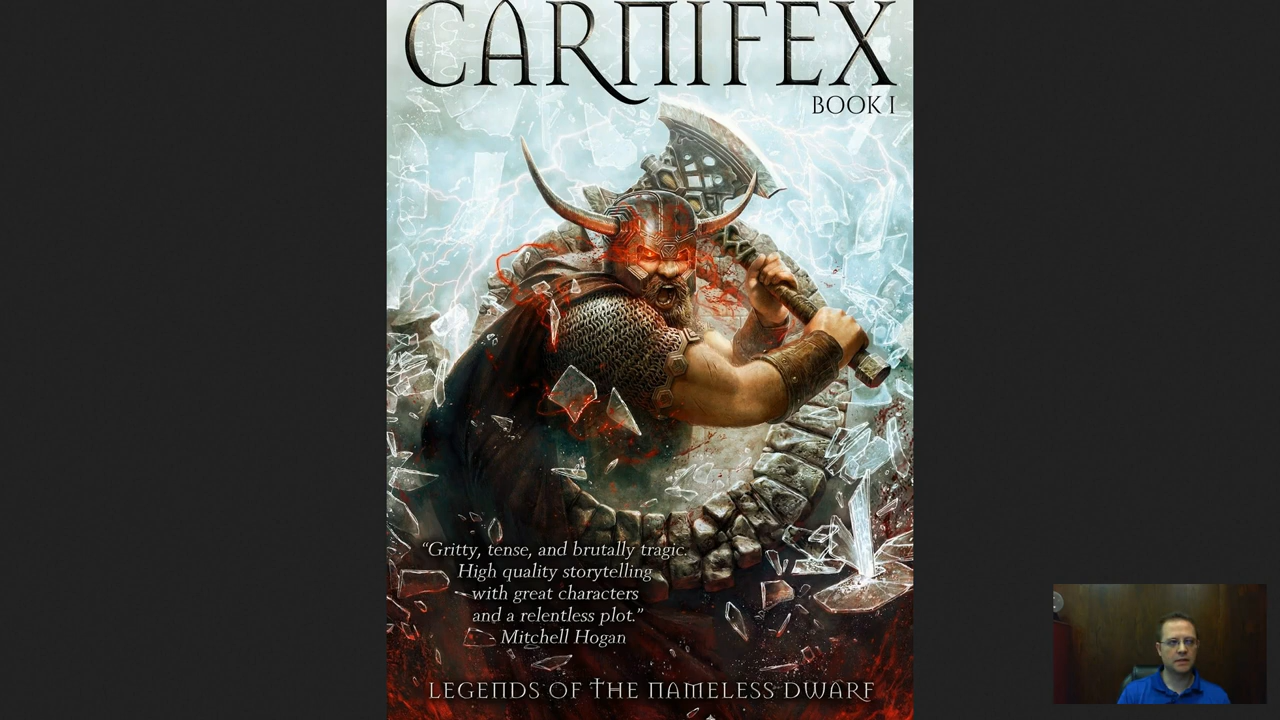 CARNIFEX
BOOK I
“Gritty, tense, and brutally tragic.
High quality storytelling
with great characters
and a relentless plot.”
- Mitchell Hogan
LEGENDS OF THE NAMELESS DWARF